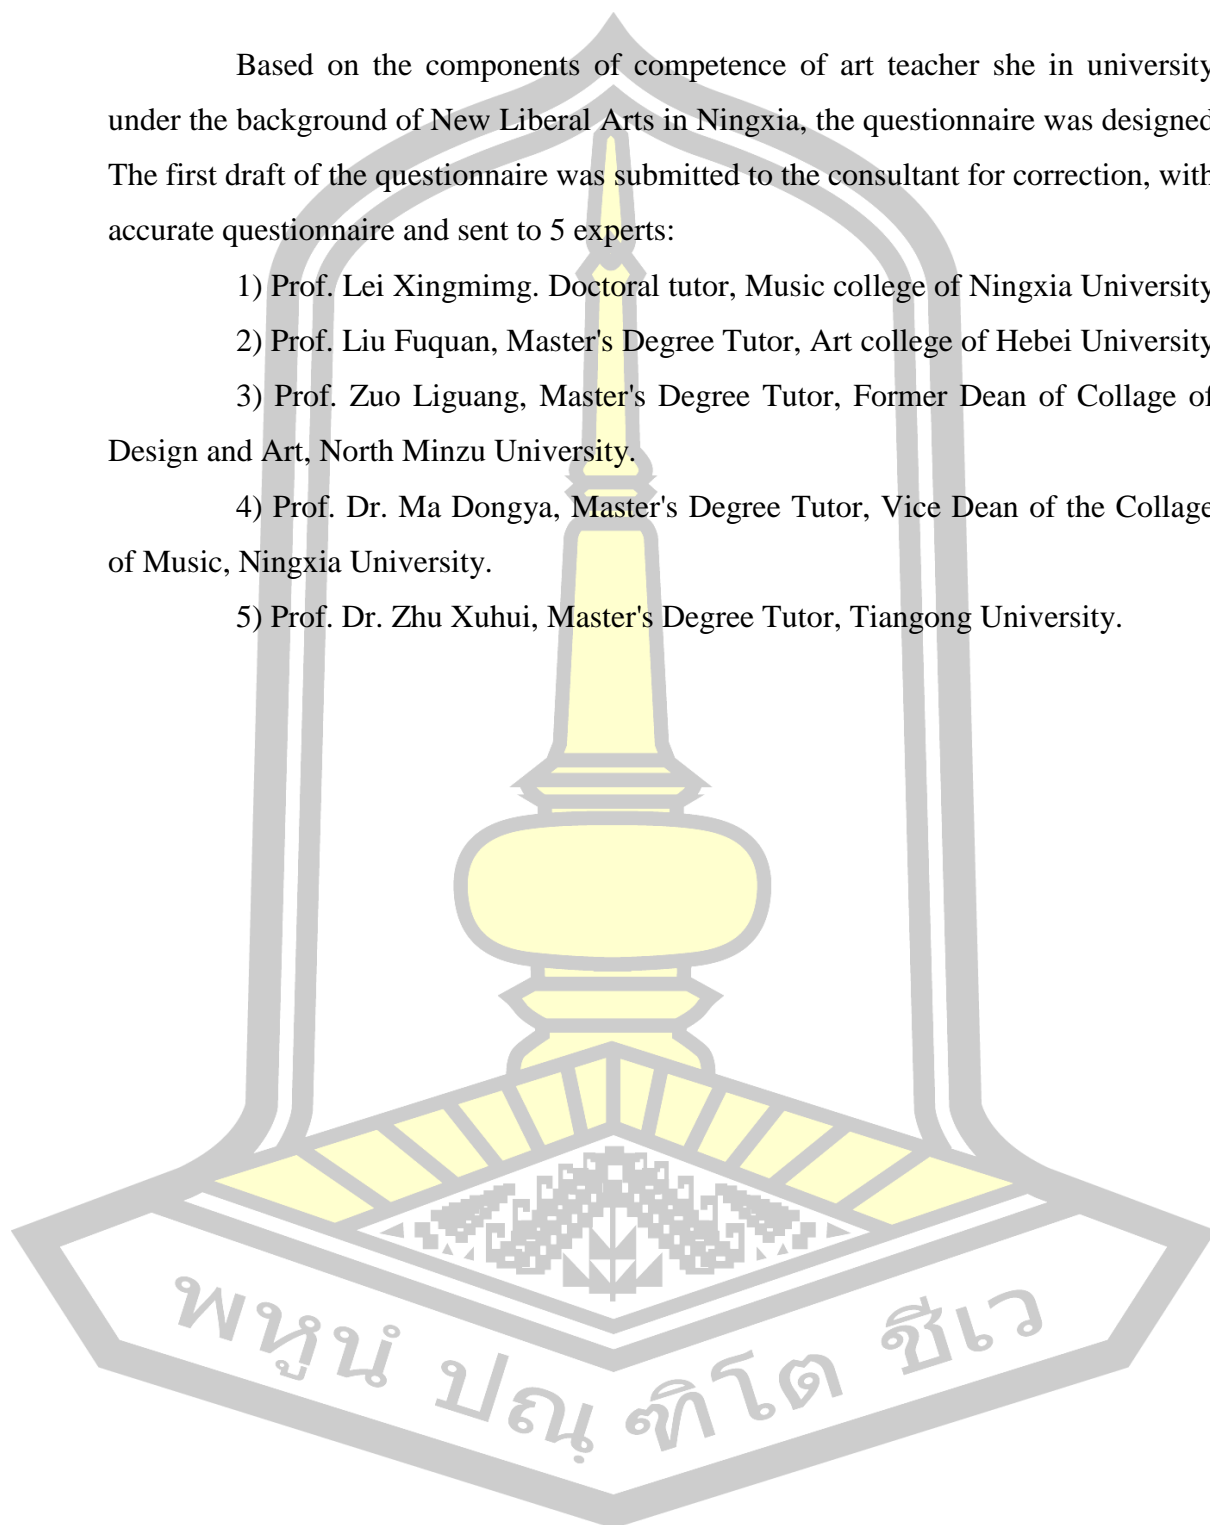 Based on the components of competence of art teacher she in university
under the background of New Liberal Arts in Ningxia, the questionnaire was designed
The first draft of the questionnaire was submitted to the consultant for correction, with
accurate questionnaire and sent to 5 experts:
1) Prof. Lei Xingmimg. Doctoral tutor, Music college of Ningxia University
2) Prof. Liu Fuquan, Master's Degree Tutor, Art college of Hebei University
3) Prof. Zuo Liguang, Master's Degree Tutor, Former Dean of Collage of
Design and Art, North Minzu University.
4) Prof. Dr. Ma Dongya, Master's Degree Tutor, Vice Dean of the Collage
of Music, Ningxia University.
5) Prof. Dr. Zhu Xuhui, Master's Degree Tutor, Tiangong University.
พหูนํ ปณฺ ฑิโต ชีเว